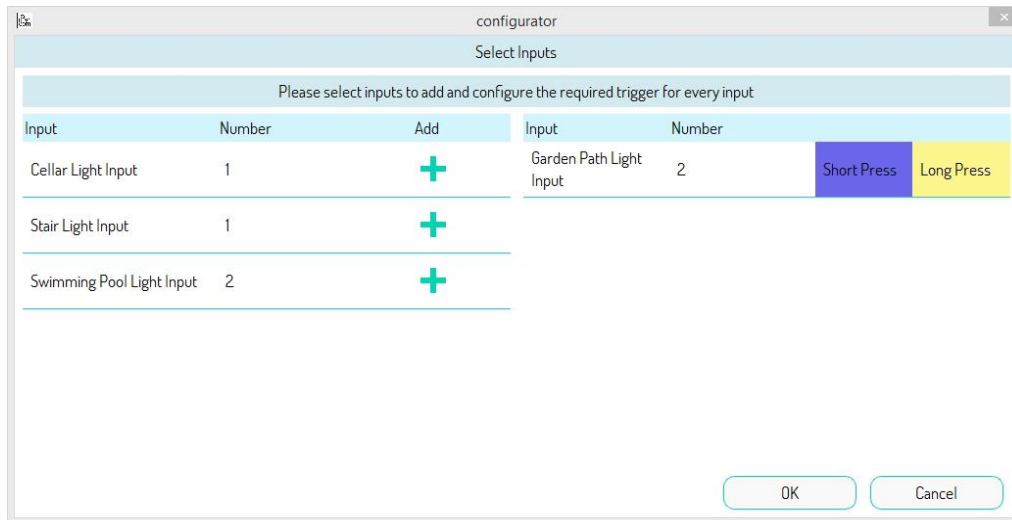 configurator
Select Inputs
Please select inputs to add and configure the required trigger for every input
Input Number Add Input Number
Cellar Light Input 1
Garden Path Light
Input
2 Short Press Long Press
Stair Light Input 1
Swimming Pool Light Input 2
OK Cancel